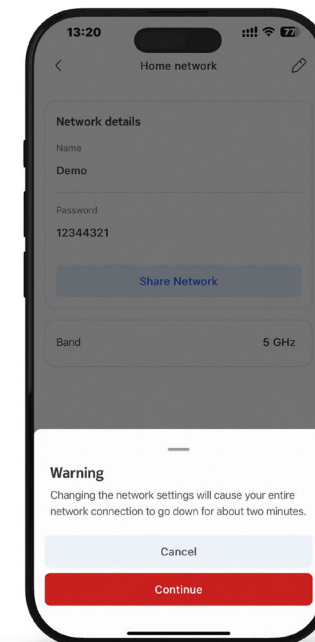 13:20
77
Home network
Network details
Name
Demo
Password
12344321
Share Network
Band 5 GHz
Warning
Changing the network settings will cause your entire
network connection to go down for about two minutes.
Cancel
Continue